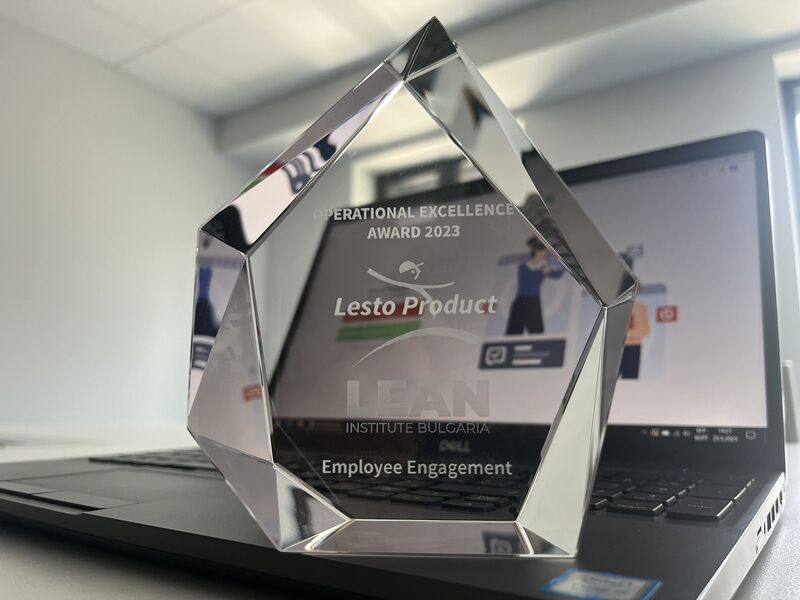 OPERATIONAL EXCELLENCE
AWARD 2023
Lesto Product
LEAN
INSTITUTE BULGARIA
Employee Engagement
DELL